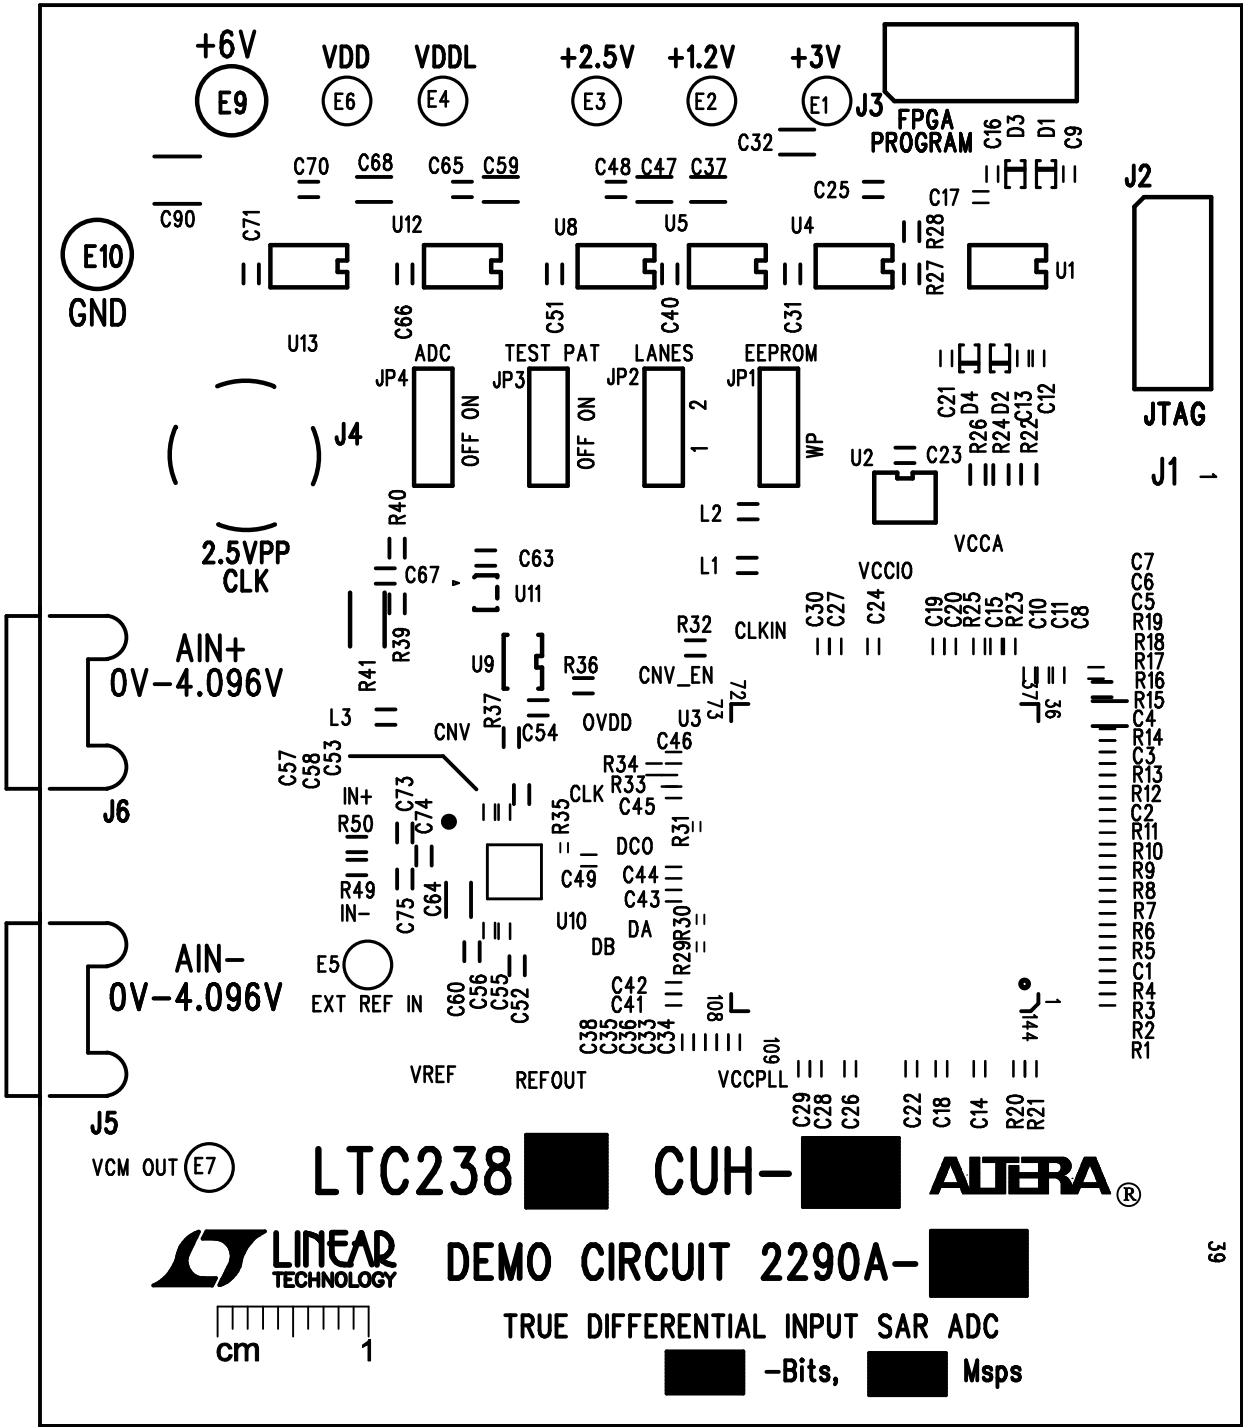 +6V
VDD
VDDL
+2.5V
+1.2V
+3V
E9
E6
E4
E3
E2
E1
J3
FPGA
PROGRAM
C16
D3
D1
C9
C32
C70
C68
C65
C59
C48
C47
C37
C25
C17
J2
C90
C71
U12
U8
U5
U4
R28
E10
R27
U1
GND
C66
C51
C40
C31
U13
ADC
TEST PAT
LANES
EEPROM
JP4
JP3
JP2
JP1
OFF ON
OFF ON
1 2
WP
C21
D4
D2
C13
C12
R26
R24
R22
JTAG
J4
U2
C23
J1
1
R40
L2
2.5VPP
CLK
C63
C67
L1
VCCA
VCCIO
U11
C7
C6
C5
R19
R18
R17
R16
R15
C4
R14
C3
R13
R12
C2
R11
R10
R9
R8
R7
R6
R5
C1
R4
R3
R2
R1
C30
C27
C24
C19
C20
R25
C15
R23
C10
C11
C8
R39
R41
R32
CLKIN
AIN+
0V-4.096V
U9
R36
CNV_EN
72
73
37
36
L3
R37
U3
OVDD
CNV
C54
C57
C58
C53
C46
R34
R33
J6
IN+
C73
C74
CLK
C45
R50
R35
R31
DCO
R49
C49
C44
IN-
C75
C64
C43
U10
DA
R30
DB
R29
AIN-
0V-4.096V
E5
EXT REF IN
C60
C56
C55
C52
C42
C41
108
1
144
C38
C35
C36
C33
C34
109
VREF
REFOUT
VCCPLL
C29
C28
C26
C22
C18
C14
R20
R21
J5
VCM OUT
E7
LTC238
CUH-
ALTERA®
39
LINEAR
TECHNOLOGY
DEMO CIRCUIT 2290A-
cm 1
TRUE DIFFERENTIAL INPUT SAR ADC
-Bits,
Msps